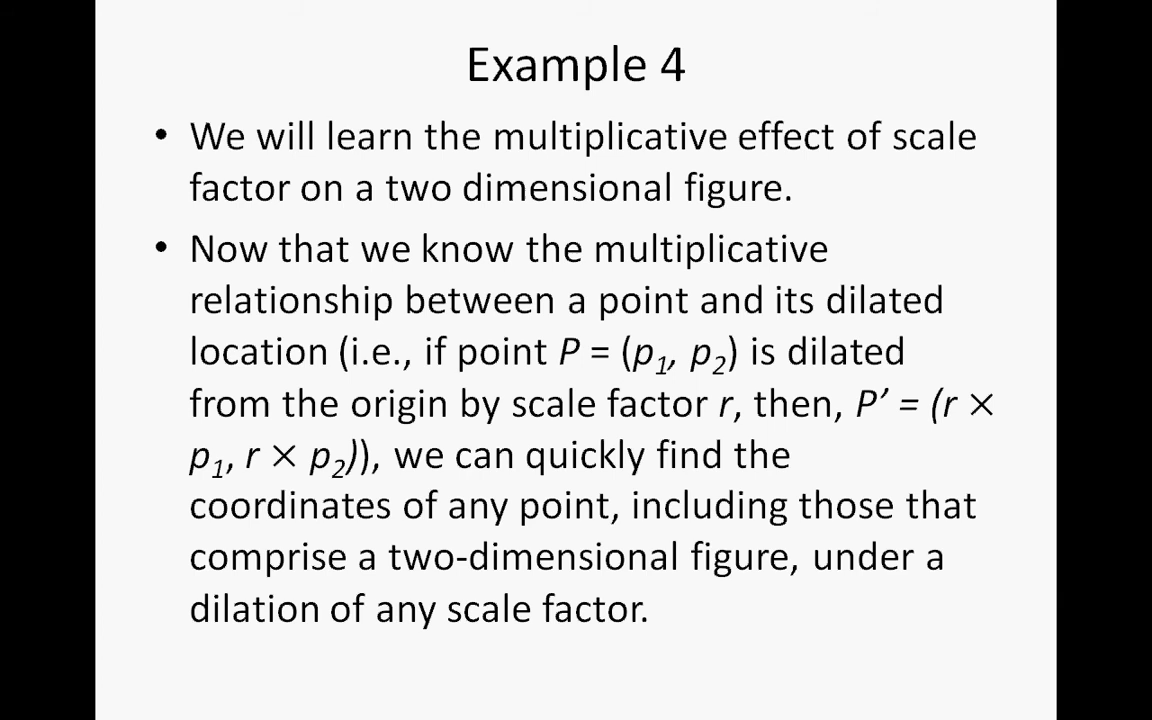 Example 4
• We will learn the multiplicative effect of scale
factor on a two dimensional figure.
• Now that we know the multiplicative
relationship between a point and its dilated
location (i.e., if point P = (p₁, p₂) is dilated
from the origin by scale factor r, then, P’ = (r ×
p₁, r × p₂)), we can quickly find the
coordinates of any point, including those that
comprise a two-dimensional figure, under a
dilation of any scale factor.